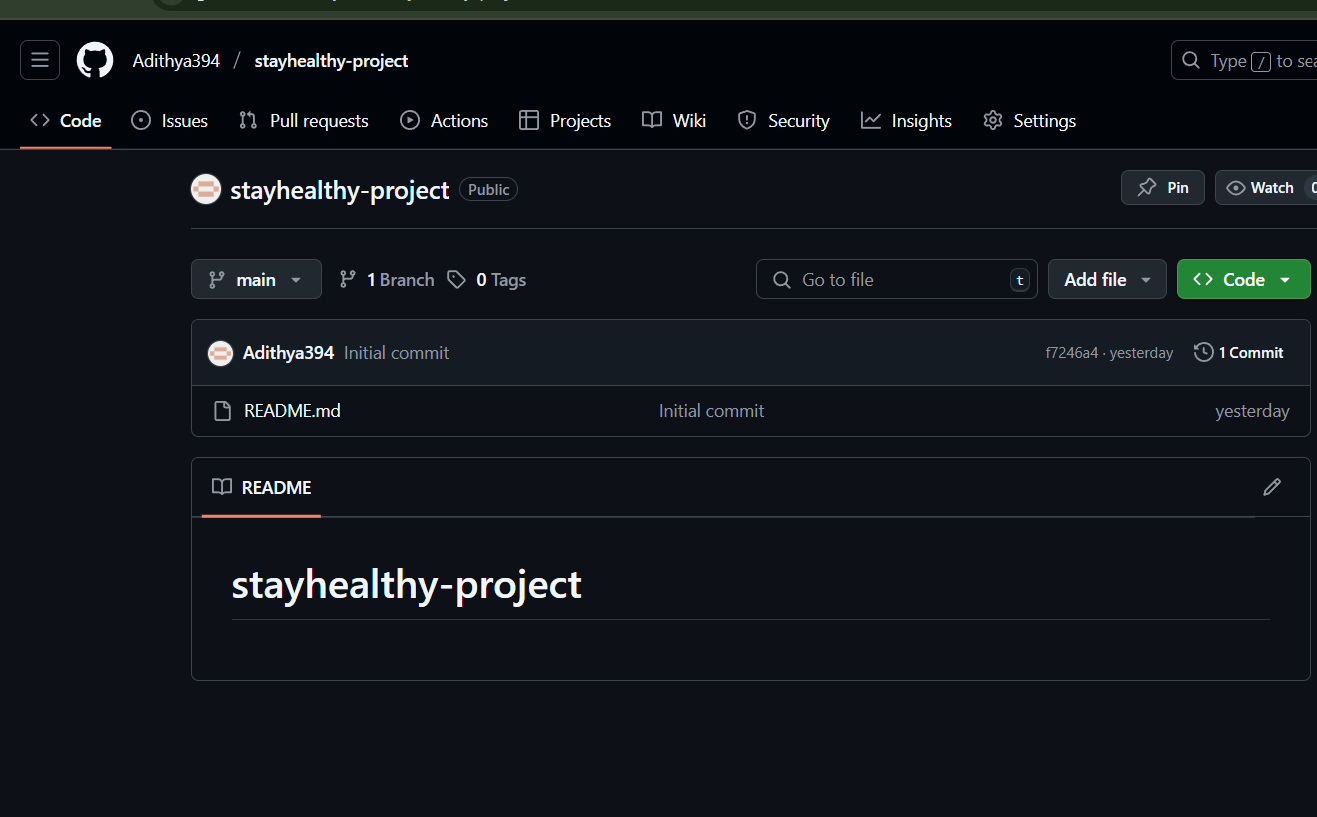 Adithya394 / stayhealthy-project
Type / to sea
Code Issues Pull requests Actions Projects Wiki Security Insights Settings
stayhealthy-project Public
Pin Watch 0
main 1 Branch 0 Tags Go to file t Add file Code
Adithya394 Initial commit f7246a4 · yesterday 1 Commit
README.md Initial commit yesterday
README
stayhealthy-project